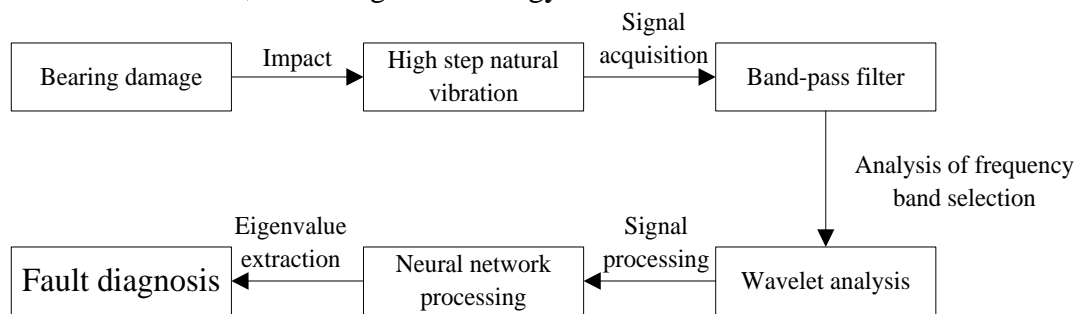 Bearing damage
Impact
High step natural
vibration
Signal
acquisition
Band-pass filter
Analysis of frequency
band selection
Wavelet analysis
Signal
processing
Neural network
processing
Eigenvalue
extraction
Fault diagnosis